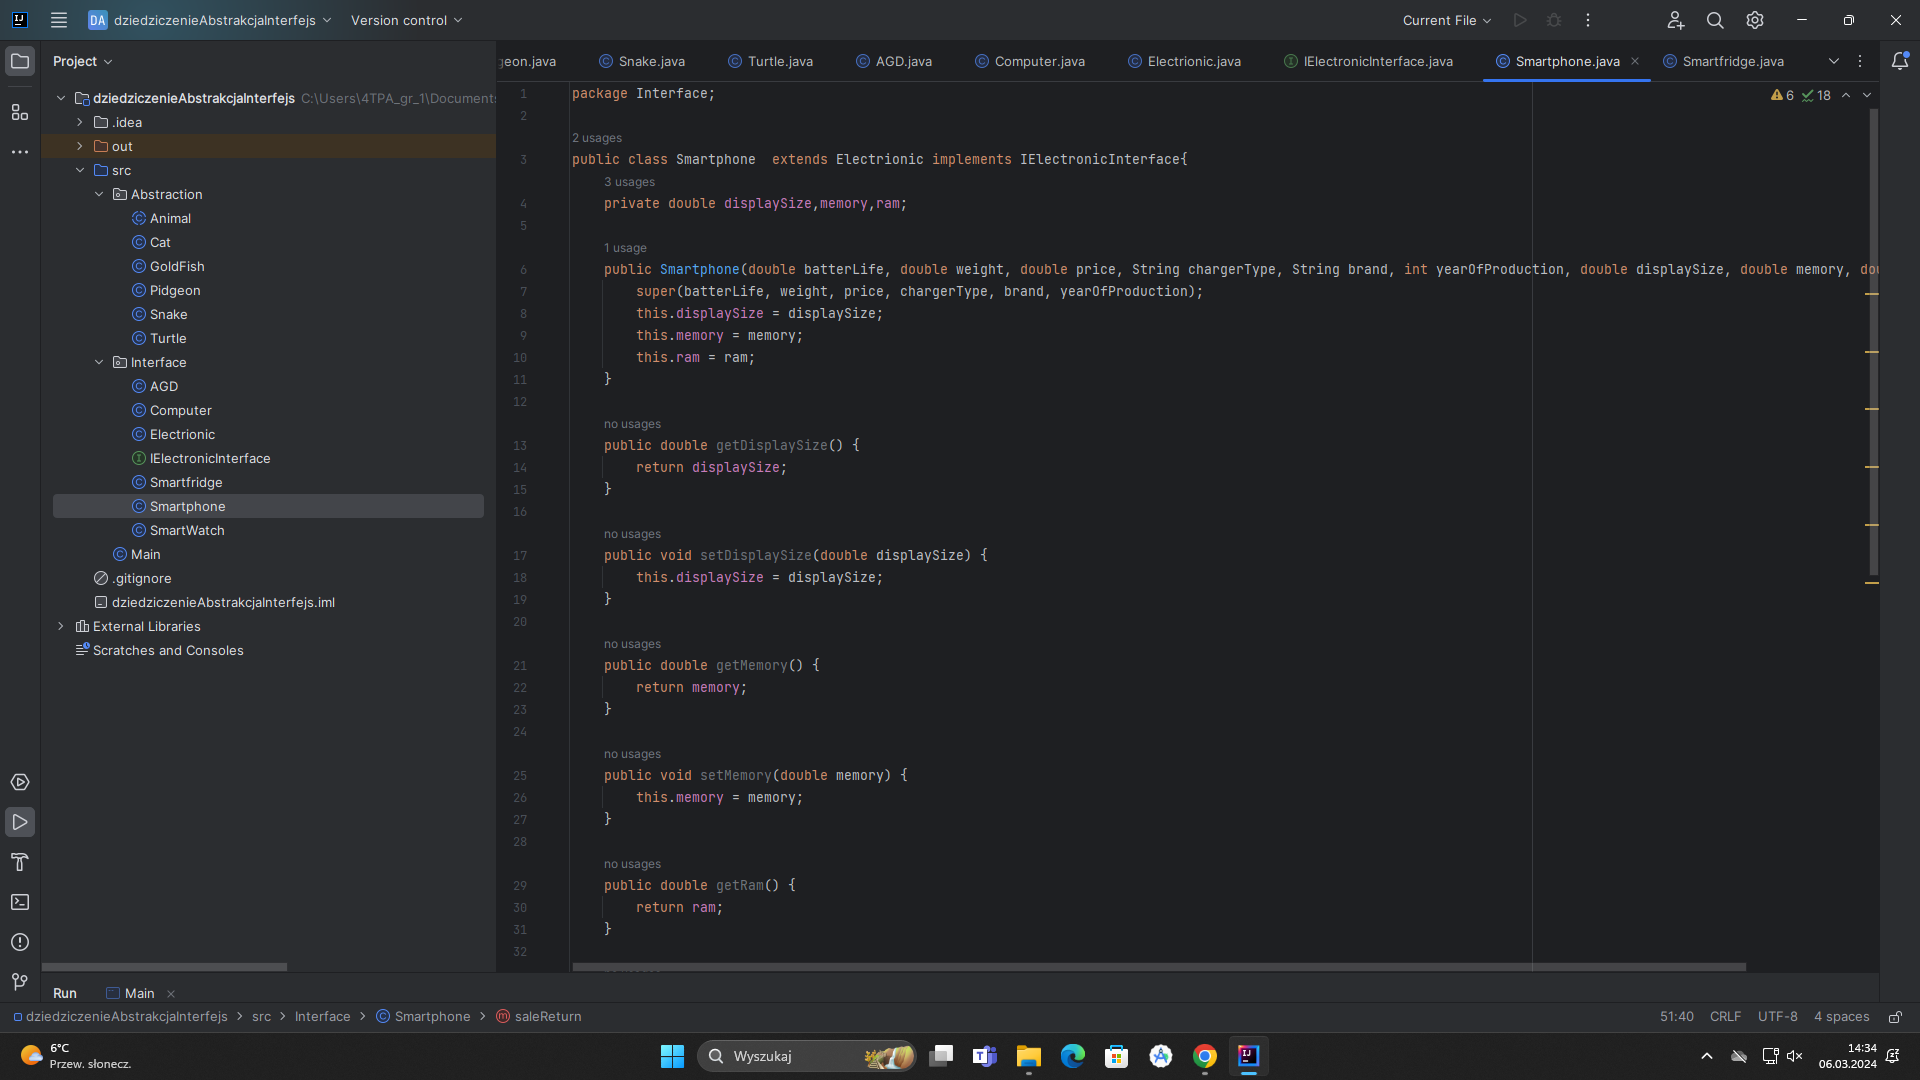 DA dziedziczenieAbstrakcjaInterfejs Version control Current File
Project
geon.java Snake.java Turtle.java AGD.java Computer.java Electrionic.java IElectronicInterface.java Smartphone.java Smartfridge.java
dziedziczenieAbstrakcjaInterfejs C:\Users\4TPA_gr_1\Documents
.idea
out
src
Abstraction
Animal
Cat
GoldFish
Pidgeon
Snake
Turtle
Interface
AGD
Computer
Electrionic
IElectronicInterface
Smartfridge
Smartphone
SmartWatch
Main
.gitignore
dziedziczenieAbstrakcjaInterfejs.iml
External Libraries
Scratches and Consoles
6 18
1 package Interface;
2
2 usages
3 public class Smartphone  extends Electrionic implements IElectronicInterface{
3 usages
4 private double displaySize,memory,ram;
5
1 usage
6 public Smartphone(double batterLife, double weight, double price, String chargerType, String brand, int yearOfProduction, double displaySize, double memory, dou
7 super(batterLife, weight, price, chargerType, brand, yearOfProduction);
8 this.displaySize = displaySize;
9 this.memory = memory;
10 this.ram = ram;
11 }
12
no usages
13 public double getDisplaySize() {
14 return displaySize;
15 }
16
no usages
17 public void setDisplaySize(double displaySize) {
18 this.displaySize = displaySize;
19 }
20
no usages
21 public double getMemory() {
22 return memory;
23 }
24
no usages
25 public void setMemory(double memory) {
26 this.memory = memory;
27 }
28
no usages
29 public double getRam() {
30 return ram;
31 }
32
Run Main
dziedziczenieAbstrakcjaInterfejs > src > Interface > Smartphone > saleReturn 51:40 CRLF UTF-8 4 spaces
6°C
Przew. słonecz.
Wyszukaj
14:34
06.03.2024